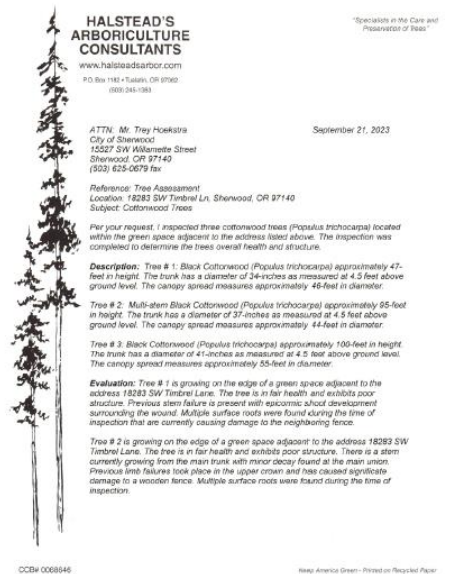 HALSTEAD'S
ARBORICULTURE
CONSULTANTS
www.halsteadsarbor.com
P.O. Box 1182 • Tualatin, OR 97062
(503) 245-1383
"Specialists in the Care and
Preservation of Trees"
ATTN: Mr. Trey Hoekstra
September 21, 2023
City of Sherwood
15527 SW Willamette Street
Sherwood, OR 97140
(503) 625-0679 fax
Reference: Tree Assessment
Location: 18283 SW Timbrel Ln, Sherwood, OR 97140
Subject: Cottonwood Trees
Per your request, I inspected three cottonwood trees (Populus trichocarpa) located
within the green space adjacent to the address listed above. The inspection was
completed to determine the trees overall health and structure.
Description: Tree # 1: Black Cottonwood (Populus trichocarpa) approximately 47-
feet in height. The trunk has a diameter of 34-inches as measured at 4.5 feet above
ground level. The canopy spread measures approximately 46-feet in diameter.
Tree # 2: Multi-stem Black Cottonwood (Populus trichocarpa) approximately 95-feet
in height. The trunk has a diameter of 37-inches as measured at 4.5 feet above
ground level. The canopy spread measures approximately 44-feet in diameter.
Tree # 3: Black Cottonwood (Populus trichocarpa) approximately 100-feet in height.
The trunk has a diameter of 41-inches as measured at 4.5 feet above ground level.
The canopy spread measures approximately 55-feet in diameter.
Evaluation: Tree # 1 is growing on the edge of a green space adjacent to the
address 18283 SW Timbrel Lane. The tree is in fair health and exhibits poor
structure. Previous stem failure is present with epicormic shoot development
surrounding the wound. Multiple surface roots were found during the time of
inspection that are currently causing damage to the neighboring fence.
Tree # 2 is growing on the edge of a green space adjacent to the address 18283 SW
Timbrel Lane. The tree is in fair health and exhibits poor structure. There is a stem
currently growing from the main trunk with minor decay found at the main union.
Previous limb failures took place in the upper crown and has caused significate
damage to a wooden fence. Multiple surface roots were found during the time of
inspection.
CCB# 0068646
Keep America Green - Printed on Recycled Paper